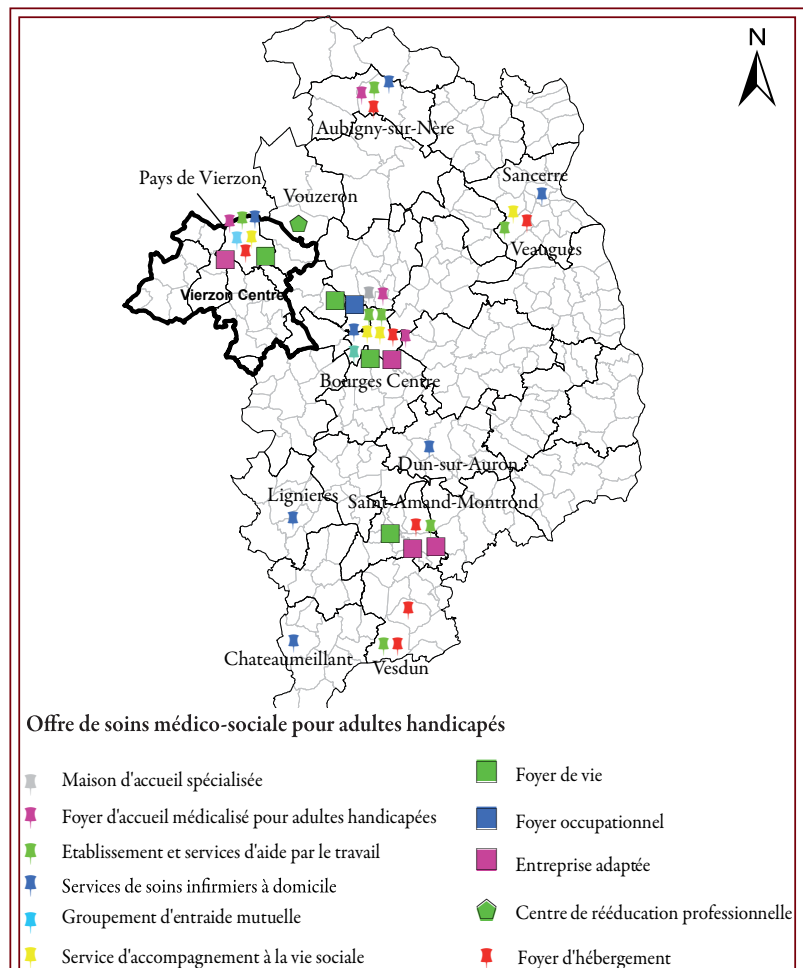 N
Aubigny-sur-Nère
Pays de Vierzon
Vouzeron
Sancerre
Veaugues
Vierzon Centre
Bourges Centre
Dun-sur-Auron
Lignieres
Saint-Amand-Montrond
Chateaumeillant
Vesdun
Offre de soins médico-sociale pour adultes handicapés
Maison d'accueil spécialisée
Foyer d'accueil médicalisé pour adultes handicapées
Etablissement et services d'aide par le travail
Services de soins infirmiers à domicile
Groupement d'entraide mutuelle
Service d'accompagnement à la vie sociale
Foyer de vie
Foyer occupationnel
Entreprise adaptée
Centre de rééducation professionnelle
Foyer d'hébergement